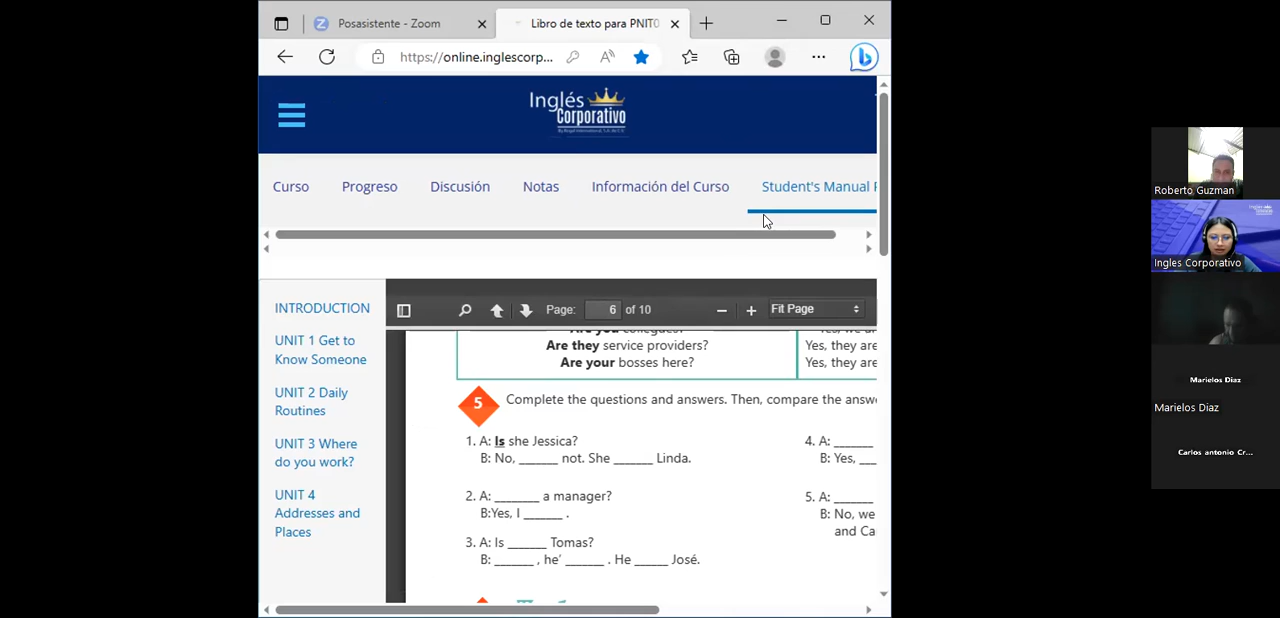 Posasistente - Zoom
Libro de texto para PNIT0
https://online.inglescorp...
Inglés
Corporativo
Curso
Progreso
Discusión
Notas
Información del Curso
Student's Manual
INTRODUCTION
UNIT 1 Get to
Know Someone
UNIT 2 Daily
Routines
UNIT 3 Where
do you work?
UNIT 4
Addresses and
Places
Page: 6 of 10
Fit Page
Are they service providers?
Yes, they are
Are your bosses here?
Yes, they are
5
Complete the questions and answers. Then, compare the answ
1. A: Is she Jessica?
B: No, ______ not. She ______ Linda.
2. A: _______ a manager?
B:Yes, I ______ .
3. A: Is ______ Tomas?
B: ______ , he' ______ . He _____ José.
4. A: ______
B: Yes, ___
5. A: ______
B: No, we
and Ca
Roberto Guzman
Ingles Corporativo
Marielos Diaz
Marielos Diaz
Carlos antonio Cr...